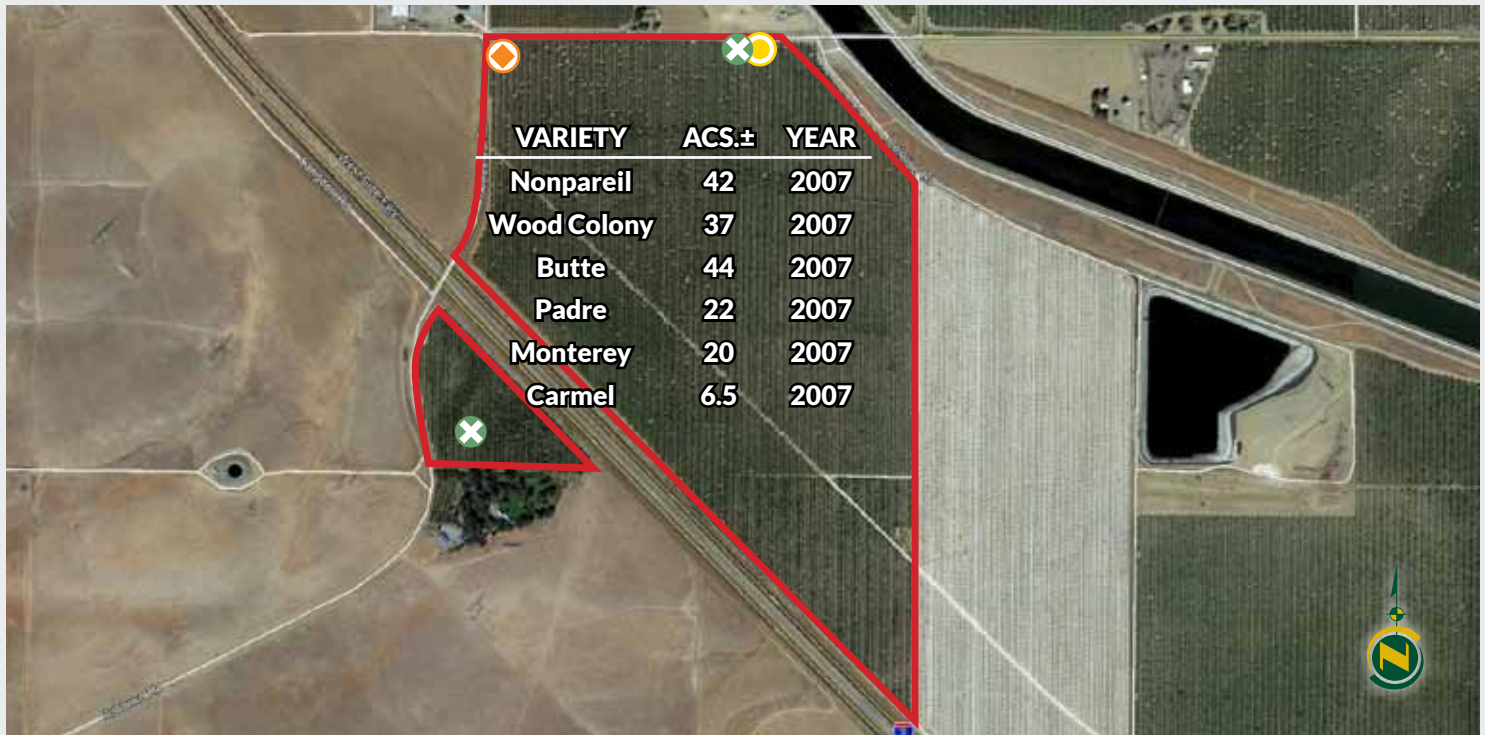 VARIETY ACS.± YEAR
Nonpareil 42 2007
Wood Colony 37 2007
Butte 44 2007
Padre 22 2007
Monterey 20 2007
Carmel 6.5 2007
N